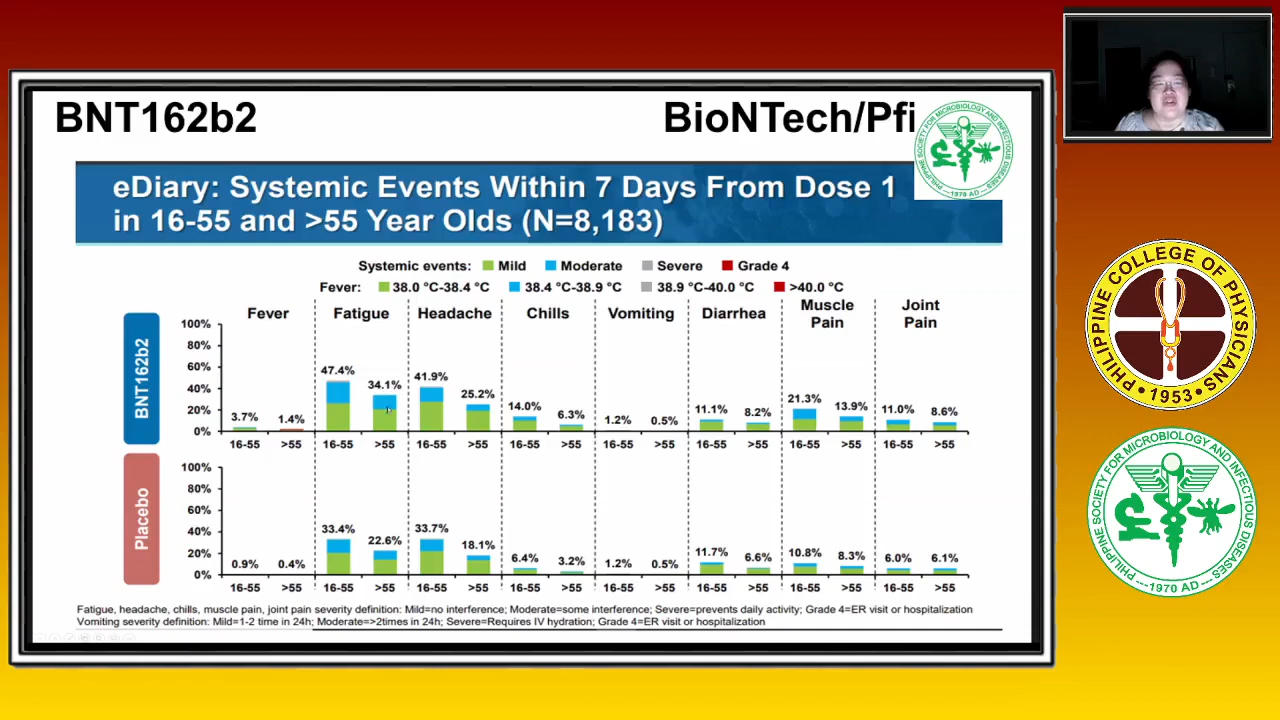 BNT162b2
BioNTech/Pfi
eDiary: Systemic Events Within 7 Days From Dose 1
in 16-55 and >55 Year Olds (N=8,183)
PHILIPPINE SOCIETY FOR MICROBIOLOGY AND INFECTIOUS DISEASES
1970 AD
Systemic events: Mild Moderate Severe Grade 4
Fever: 38.0 °C-38.4 °C 38.4 °C-38.9 °C 38.9 °C-40.0 °C >40.0 °C
Fever Fatigue Headache Chills Vomiting Diarrhea Muscle Pain Joint Pain
BNT162b2
100%
80%
60%
40%
20%
0%
3.7% 1.4% 47.4% 34.1% 41.9% 25.2% 14.0% 6.3% 1.2% 0.5% 11.1% 8.2% 21.3% 13.9% 11.0% 8.6%
16-55 >55 16-55 >55 16-55 >55 16-55 >55 16-55 >55 16-55 >55 16-55 >55 16-55 >55
Placebo
100%
80%
60%
40%
20%
0%
0.9% 0.4% 33.4% 22.6% 33.7% 18.1% 6.4% 3.2% 1.2% 0.5% 11.7% 6.6% 10.8% 8.3% 6.0% 6.1%
16-55 >55 16-55 >55 16-55 >55 16-55 >55 16-55 >55 16-55 >55 16-55 >55 16-55 >55
Fatigue, headache, chills, muscle pain, joint pain severity definition: Mild=no interference; Moderate=some interference; Severe=prevents daily activity; Grade 4=ER visit or hospitalization
Vomiting severity definition: Mild=1-2 time in 24h; Moderate=>2times in 24h; Severe=Requires IV hydration; Grade 4=ER visit or hospitalization
PHILIPPINE COLLEGE OF PHYSICIANS
1953
PHILIPPINE SOCIETY FOR MICROBIOLOGY AND INFECTIOUS DISEASES
1970 AD